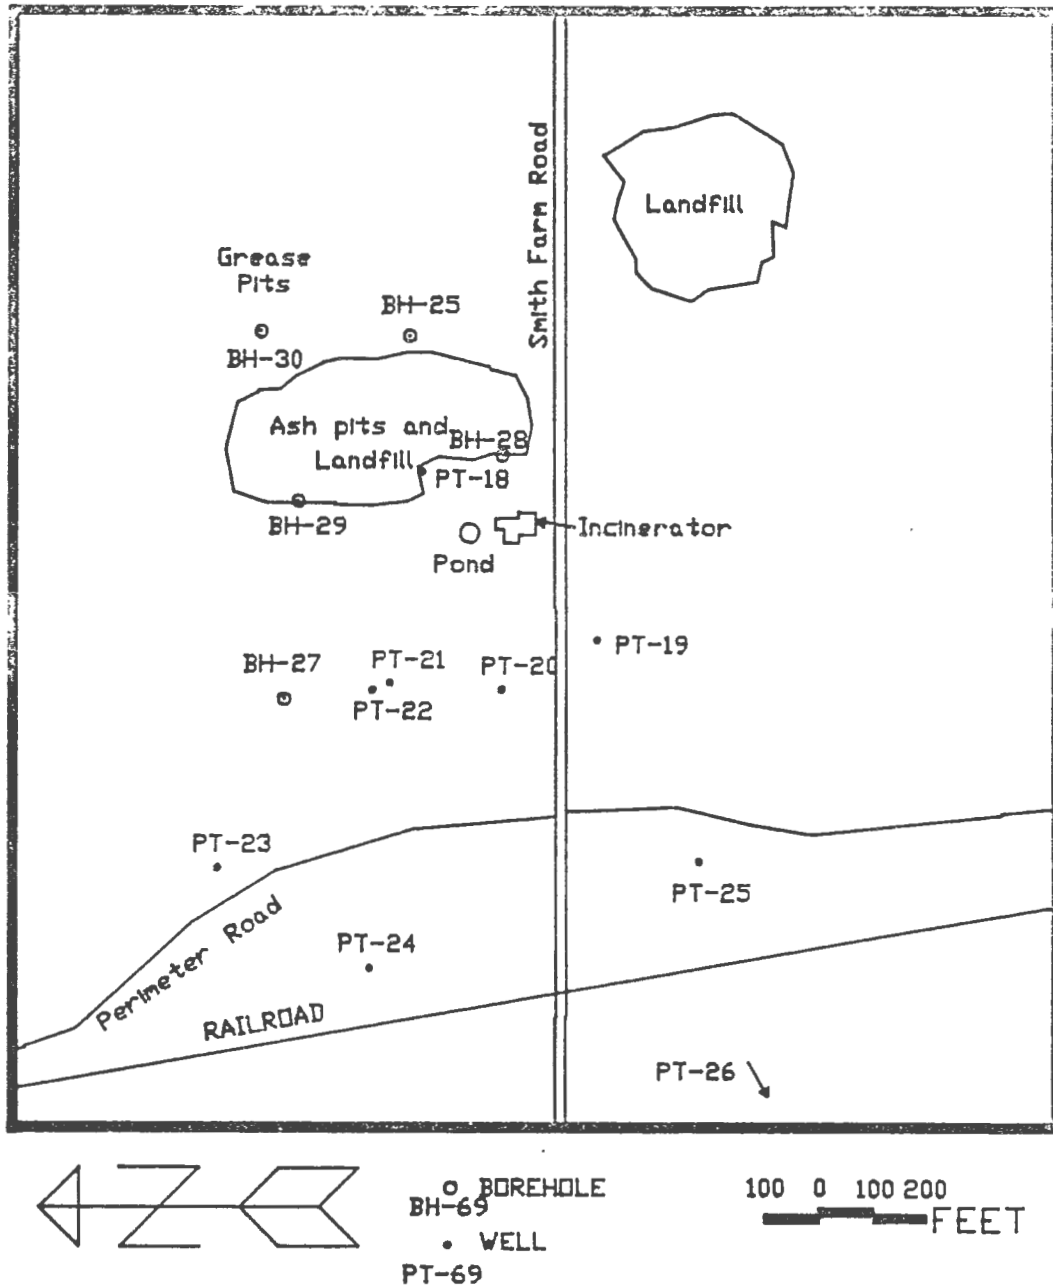 Smith Farm Road
Landfill
Grease
Pits
BH-25
BH-30
Ash pits and
Landfill
BH-28
PT-18
BH-29
Incinerator
Pond
PT-19
BH-27
PT-21
PT-20
PT-22
PT-23
PT-25
Perimeter Road
PT-24
RAILROAD
PT-26
N
BOREHOLE
BH-69
WELL
PT-69
100 0 100 200
FEET